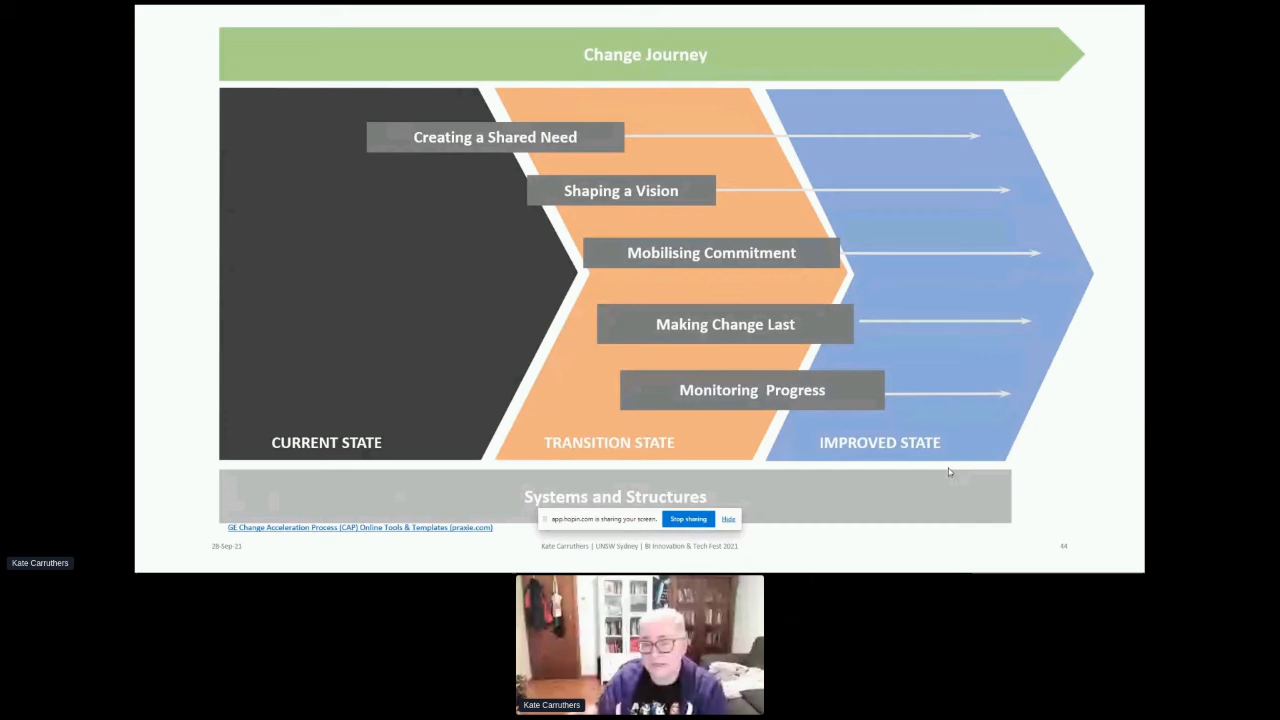 Change Journey
Creating a Shared Need
Shaping a Vision
Mobilising Commitment
Making Change Last
Monitoring Progress
CURRENT STATE
TRANSITION STATE
IMPROVED STATE
Systems and Structures
app.hopin.com is sharing your screen. Stop sharing Hide
GE Change Acceleration Process (CAP) Online Tools & Templates (praxie.com)
28-Sep-21
Kate Carruthers | UNSW Sydney | BI Innovation & Tech Fest 2021
44
Kate Carruthers
Kate Carruthers